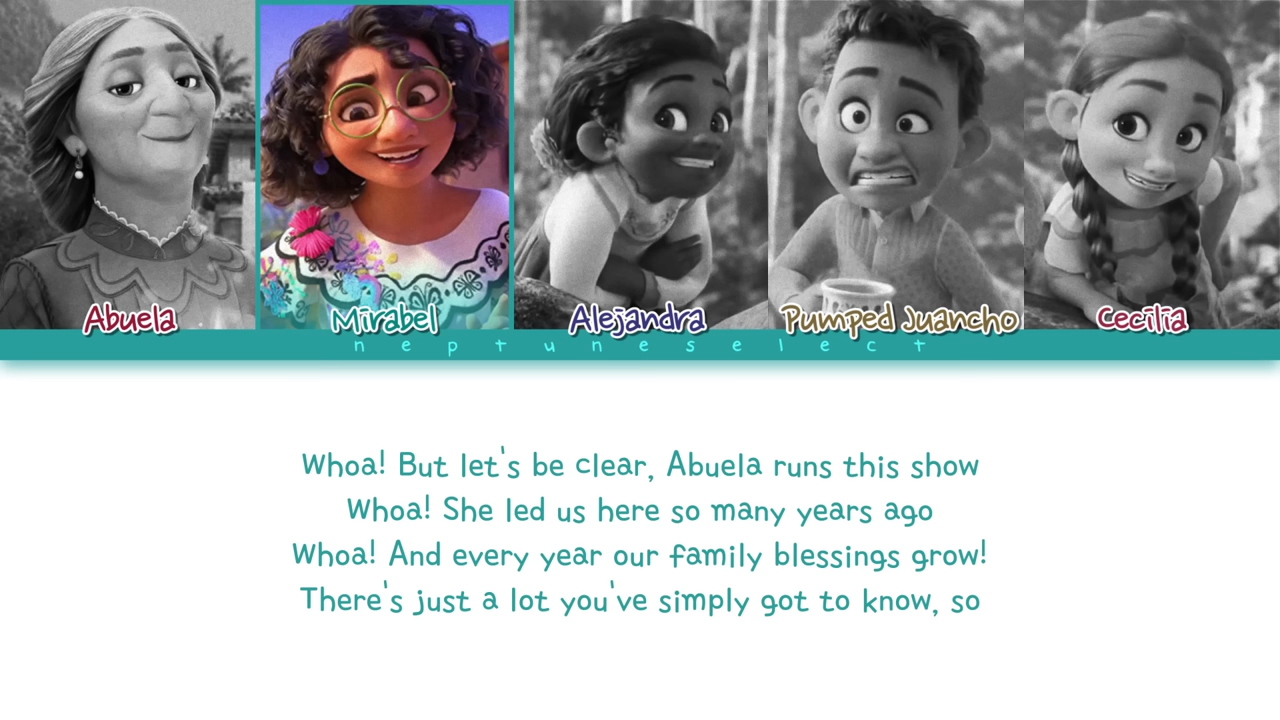 Abuela
Mirabel
Alejandra
Pumped Juancho
Cecilia
neptuneselect
Whoa! But let's be clear, Abuela runs this show
Whoa! She led us here so many years ago
Whoa! And every year our family blessings grow!
There's just a lot you've simply got to know, so